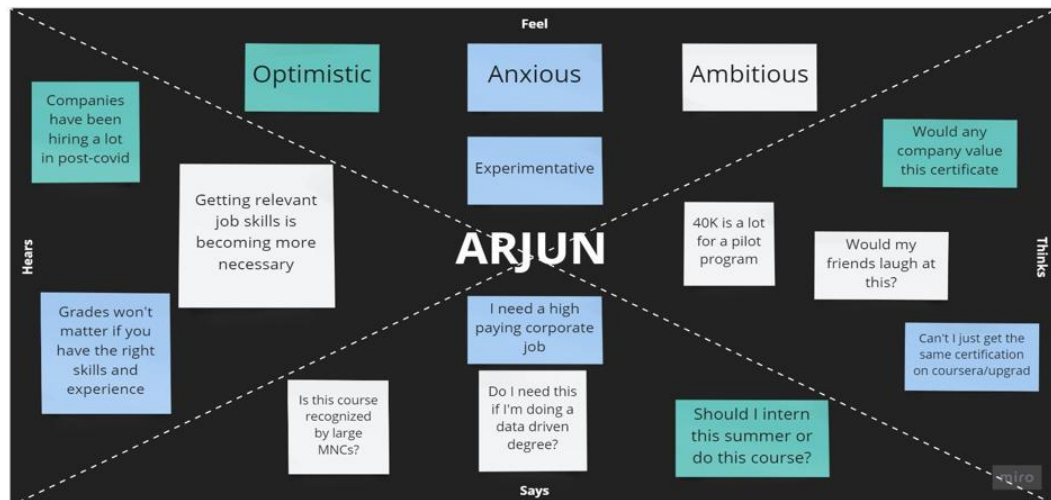 Feel
Optimistic
Anxious
Ambitious
Companies
have been
hiring a lot
in post-covid
Experimentative
Would any
company value
this certificate
Getting relevant
job skills is
becoming more
necessary
ARJUN
40K is a lot
for a pilot
program
Would my
friends laugh at
this?
Hears
Thinks
Grades won't
matter if you
have the right
skills and
experience
I need a high
paying corporate
job
Can't I just get the
same certification
on coursera/upgrad
Is this course
recognized
by large
MNCs?
Do I need this
if I'm doing a
data driven
degree?
Should I intern
this summer or
do this course?
Says
miro